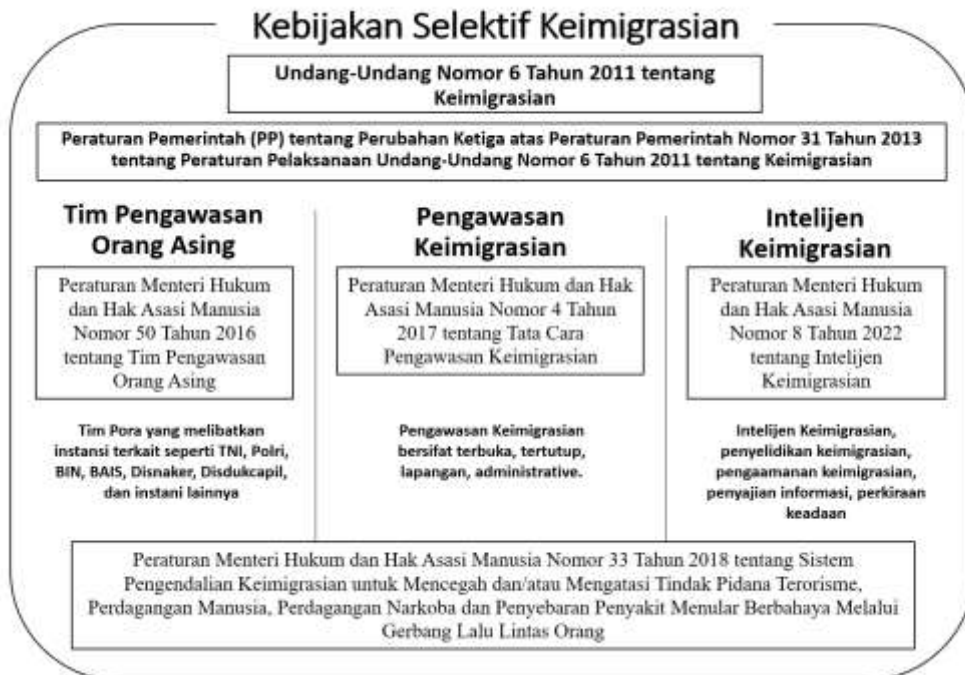 Kebijakan Selektif Keimigrasian
Undang-Undang Nomor 6 Tahun 2011 tentang
Keimigrasian
Peraturan Pemerintah (PP) tentang Perubahan Ketiga atas Peraturan Pemerintah Nomor 31 Tahun 2013
tentang Peraturan Pelaksanaan Undang-Undang Nomor 6 Tahun 2011 tentang Keimigrasian
Tim Pengawasan
Orang Asing
Peraturan Menteri Hukum
dan Hak Asasi Manusia
Nomor 50 Tahun 2016
tentang Tim Pengawasan
Orang Asing
Tim Pora yang melibatkan
instansi terkait seperti TNI, Polri,
BIN, BAIS, Disnaker, Disdukcapil,
dan instani lainnya
Pengawasan
Keimigrasian
Peraturan Menteri Hukum dan Hak
Asasi Manusia Nomor 4 Tahun
2017 tentang Tata Cara
Pengawasan Keimigrasian
Pengawasan Keimigrasian
bersifat terbuka, tertutup,
lapangan, administrative.
Intelijen
Keimigrasian
Peraturan Menteri Hukum
dan Hak Asasi Manusia
Nomor 8 Tahun 2022
tentang Intelijen
Keimigrasian
Intelijen Keimigrasian,
penyelidikan keimigrasian,
pengaamanan keimigrasian,
penyajian informasi, perkiraan
keadaan
Peraturan Menteri Hukum dan Hak Asasi Manusia Nomor 33 Tahun 2018 tentang Sistem
Pengendalian Keimigrasian untuk Mencegah dan/atau Mengatasi Tindak Pidana Terorisme,
Perdagangan Manusia, Perdagangan Narkoba dan Penyebaran Penyakit Menular Berbahaya Melalui
Gerbang Lalu Lintas Orang